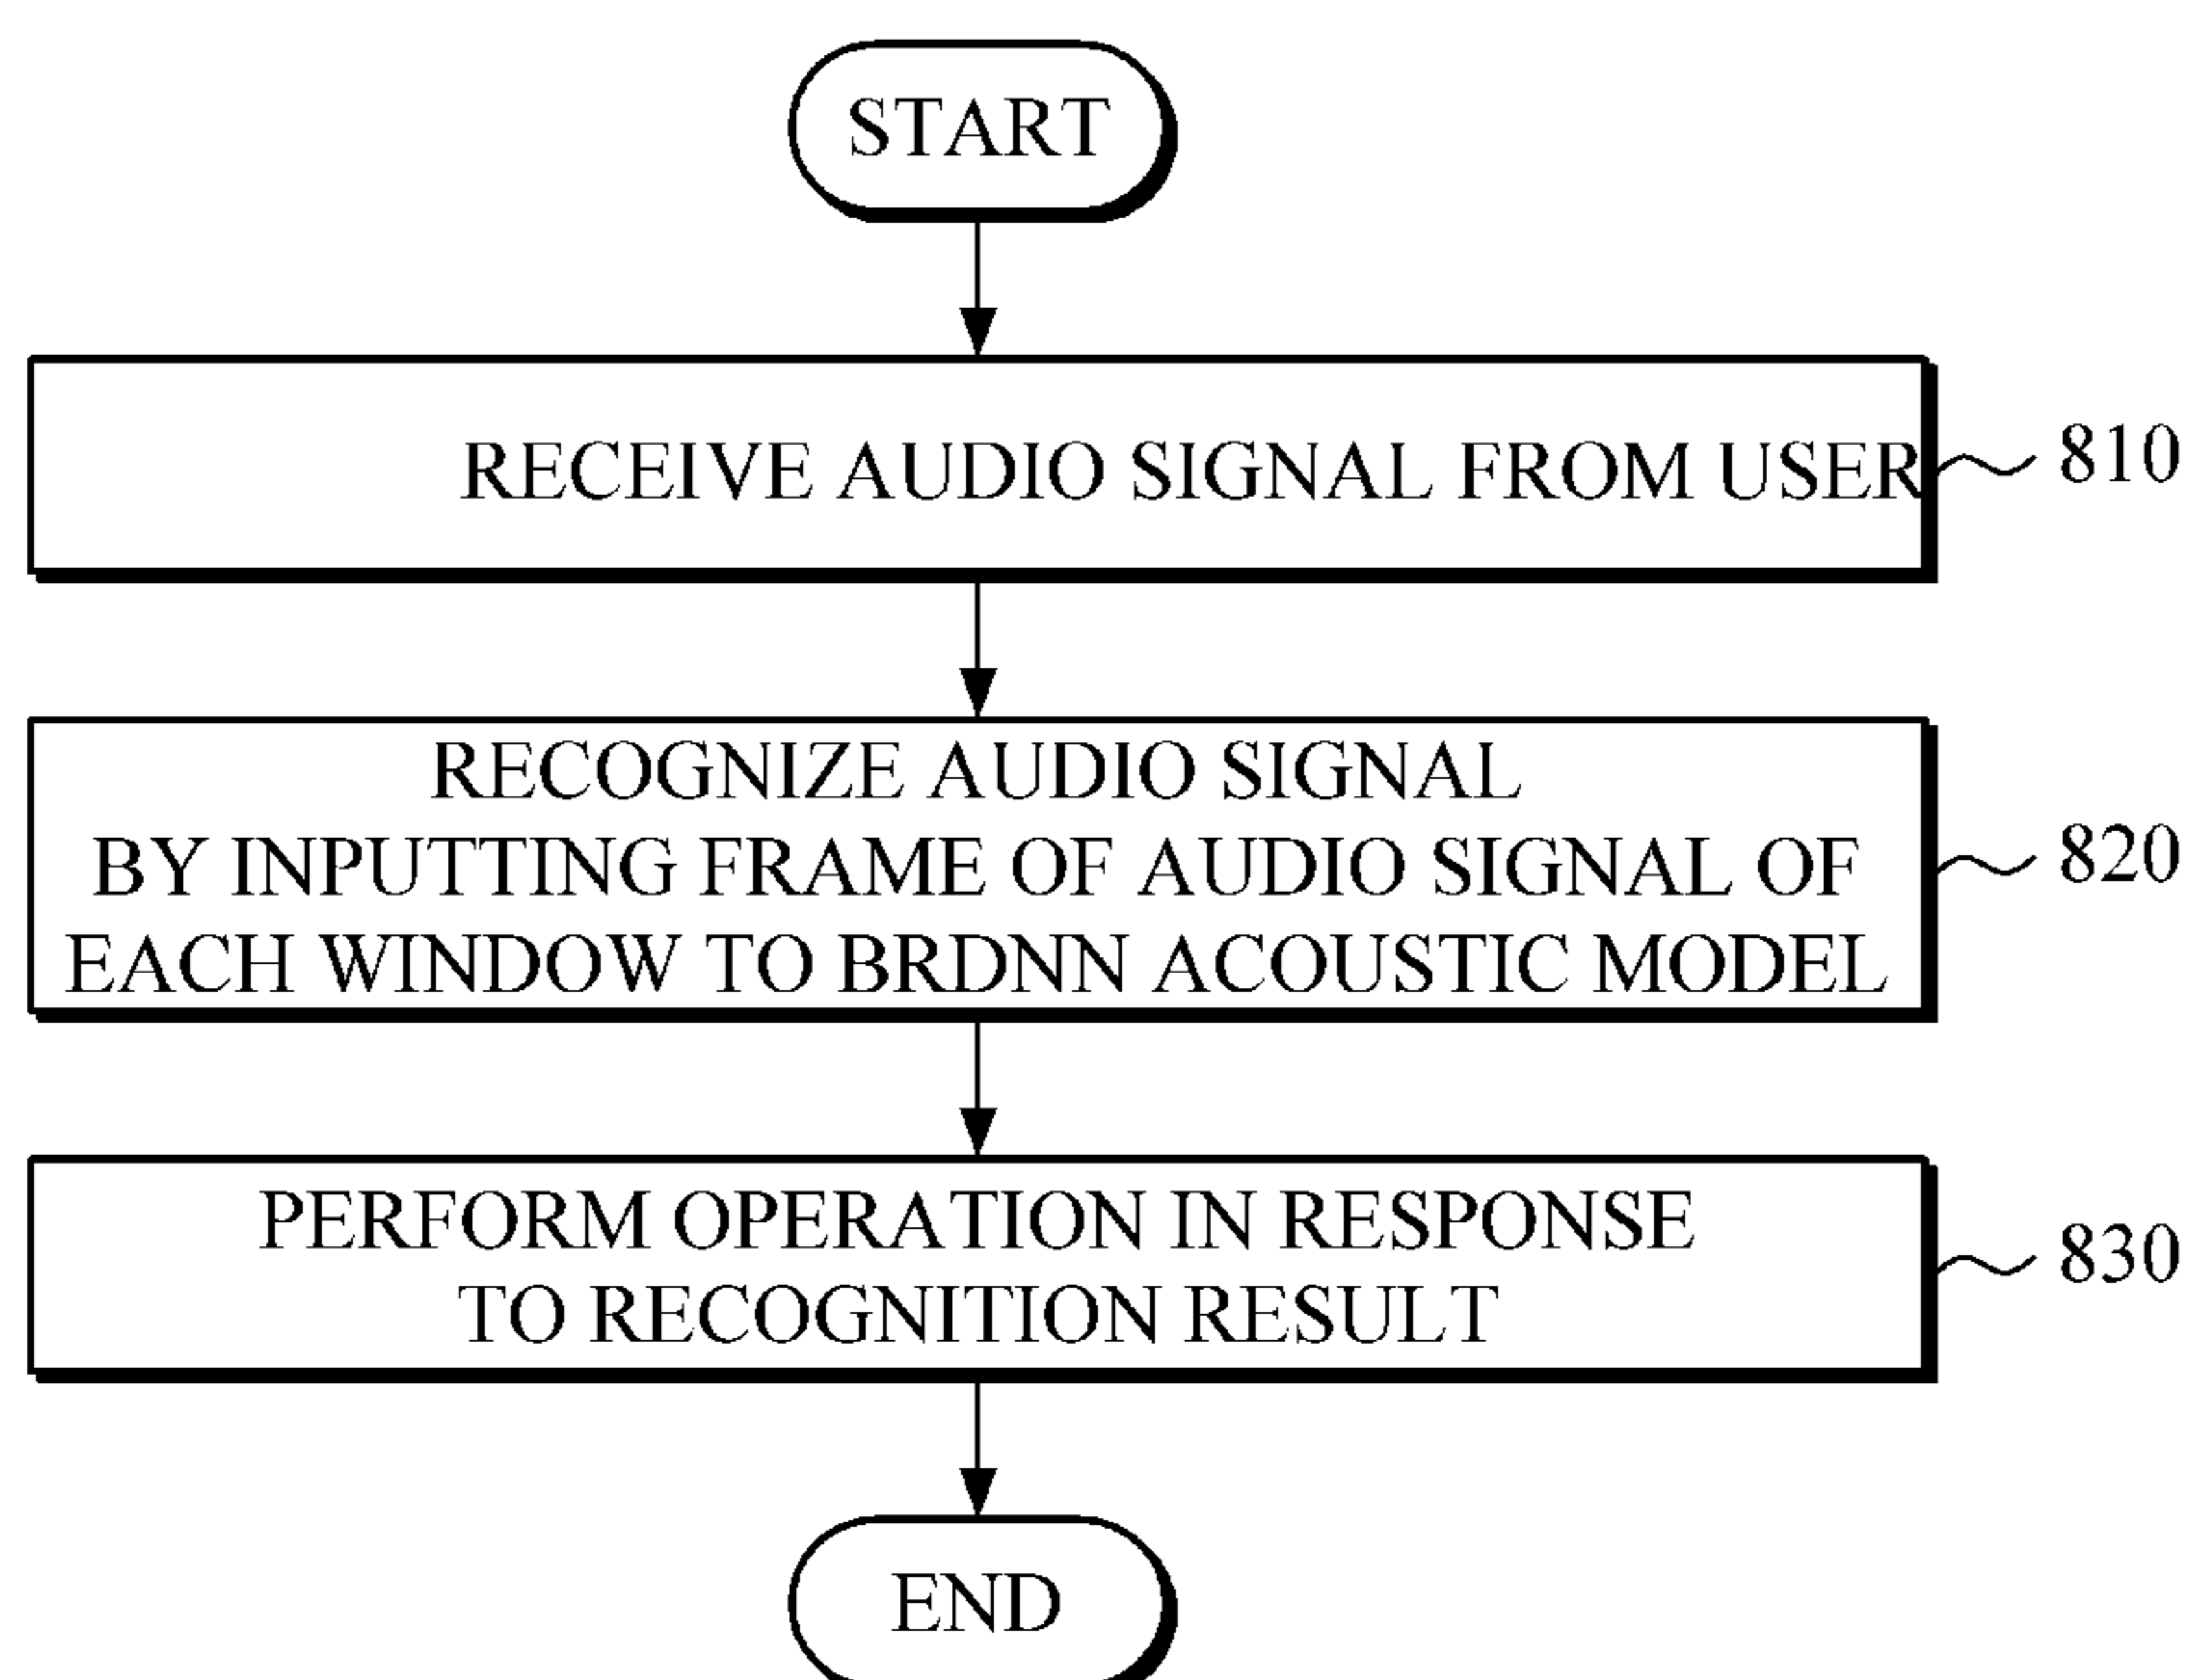 START
RECEIVE AUDIO SIGNAL FROM USER
810
RECOGNIZE AUDIO SIGNAL
BY INPUTTING FRAME OF AUDIO SIGNAL OF
EACH WINDOW TO BRDNN ACOUSTIC MODEL
820
PERFORM OPERATION IN RESPONSE
TO RECOGNITION RESULT
830
END